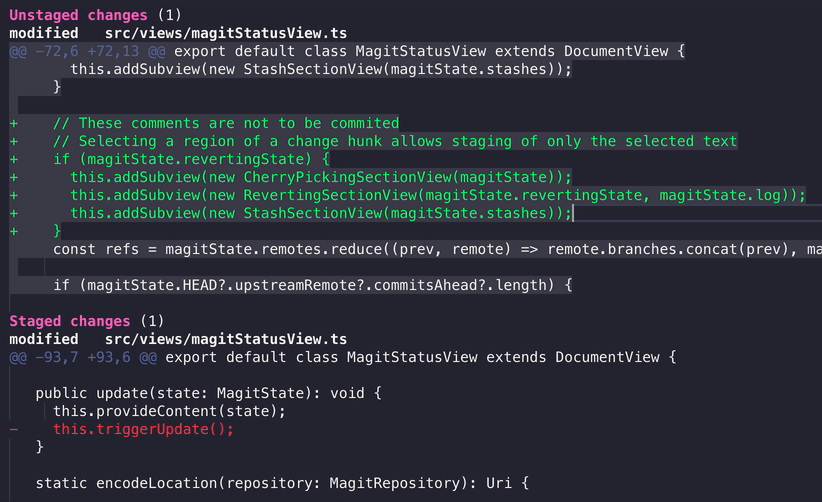 Unstaged changes (1)
modified   src/views/magitStatusView.ts
@@ -72,6 +72,13 @@ export default class MagitStatusView extends DocumentView {
       this.addSubview(new StashSectionView(magitState.stashes));
     }

+    // These comments are not to be commited
+    // Selecting a region of a change hunk allows staging of only the selected text
+    if (magitState.revertingState) {
+      this.addSubview(new CherryPickingSectionView(magitState));
+      this.addSubview(new RevertingSectionView(magitState.revertingState, magitState.log));
+      this.addSubview(new StashSectionView(magitState.stashes));
+    }
     const refs = magitState.remotes.reduce((prev, remote) => remote.branches.concat(prev), ma

     if (magitState.HEAD?.upstreamRemote?.commitsAhead?.length) {

Staged changes (1)
modified   src/views/magitStatusView.ts
@@ -93,7 +93,6 @@ export default class MagitStatusView extends DocumentView {

   public update(state: MagitState): void {
     this.provideContent(state);
-    this.triggerUpdate();
   }

   static encodeLocation(repository: MagitRepository): Uri {